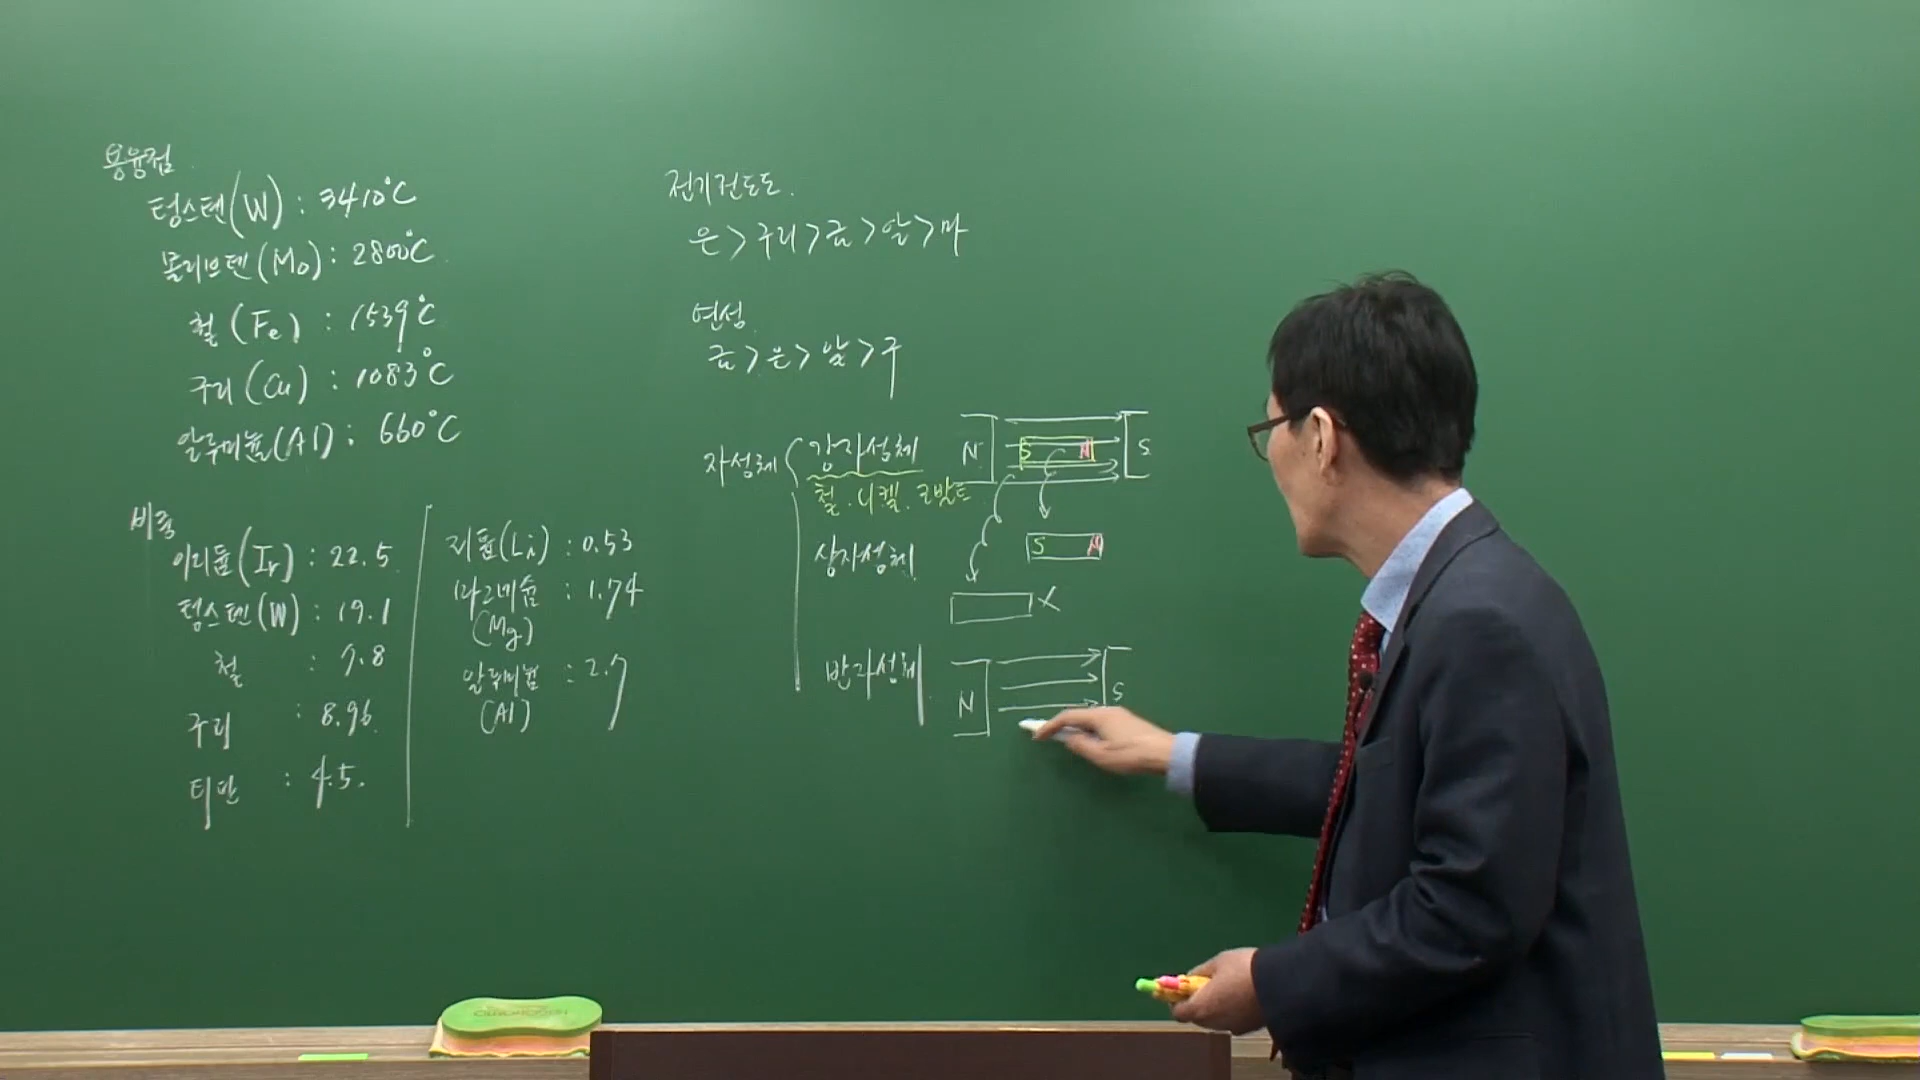 용융점
텅스텐(W) : 3410°C
몰리브텐(Mo) : 2800°C
철(Fe) : 1539°C
구리(Cu) : 1083°C
알루미늄(Al) : 660°C
비중
이리듐(Ir) : 22.5
텅스텐(W) : 19.1
철 : 7.8
구리 : 8.96
티탄 : 4.5
리튬(Li) : 0.53
마그네슘 : 1.74
(Mg)
알루미늄 : 2.7
(Al)
전기전도도
은>구리>금>알>마
연성
금>은>알>구
자성체
강자성체
철.니켈.코발트
N S N S
상자성체
S N
X
반자성체
N S